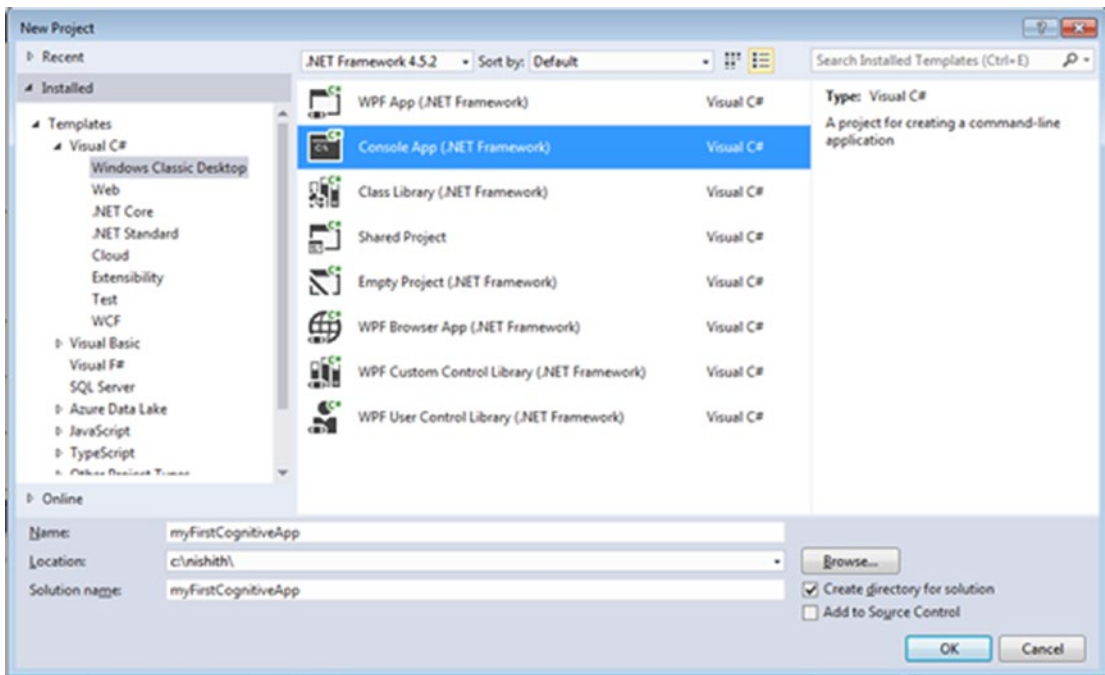 New Project
Recent
Installed
Templates
Visual C#
Windows Classic Desktop
Web
.NET Core
.NET Standard
Cloud
Extensibility
Test
WCF
Visual Basic
Visual F#
SQL Server
Azure Data Lake
JavaScript
TypeScript
Other Project Types
Online
.NET Framework 4.5.2 Sort by: Default
WPF App (.NET Framework) Visual C#
Console App (.NET Framework) Visual C#
Class Library (.NET Framework) Visual C#
Shared Project Visual C#
Empty Project (.NET Framework) Visual C#
WPF Browser App (.NET Framework) Visual C#
WPF Custom Control Library (.NET Framework) Visual C#
WPF User Control Library (.NET Framework) Visual C#
Search Installed Templates (Ctrl+E)
Type: Visual C#
A project for creating a command-line
application
Name: myFirstCognitiveApp
Location: c:\nishith\
Solution name: myFirstCognitiveApp
Browse...
Create directory for solution
Add to Source Control
OK Cancel